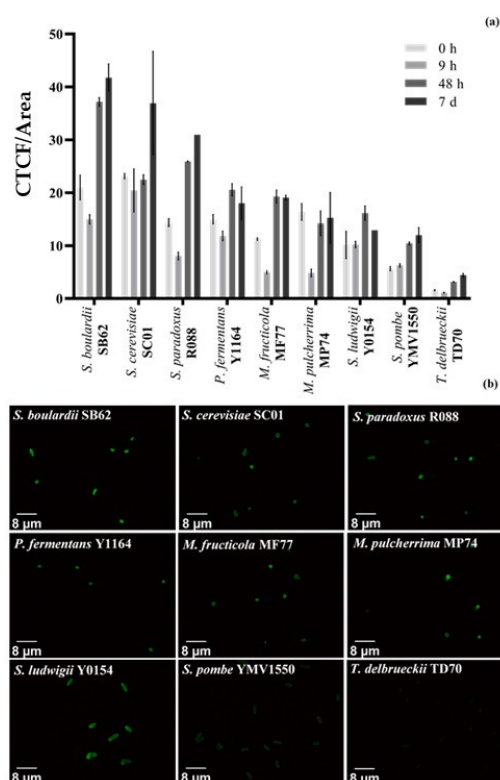 (a)
0 h
9 h
48 h
7 d
CTCF/Area
50
40
30
20
10
0
S. boulardii
SB62
S. cerevisiae
SC01
S. paradoxus
R088
P. fermentans
Y1164
M. fructicola
MF77
M. pulcherrima
MP74
S. ludwigii
Y0154
S. pombe
YMV1550
T. delbrueckii
TD70
(b)
S. boulardii SB62
S. cerevisiae SC01
S. paradoxus R088
8 µm
8 µm
8 µm
P. fermentans Y1164
M. fructicola MF77
M. pulcherrima MP74
8 µm
8 µm
8 µm
S. ludwigii Y0154
S. pombe YMV1550
T. delbrueckii TD70
8 µm
8 µm
8 µm